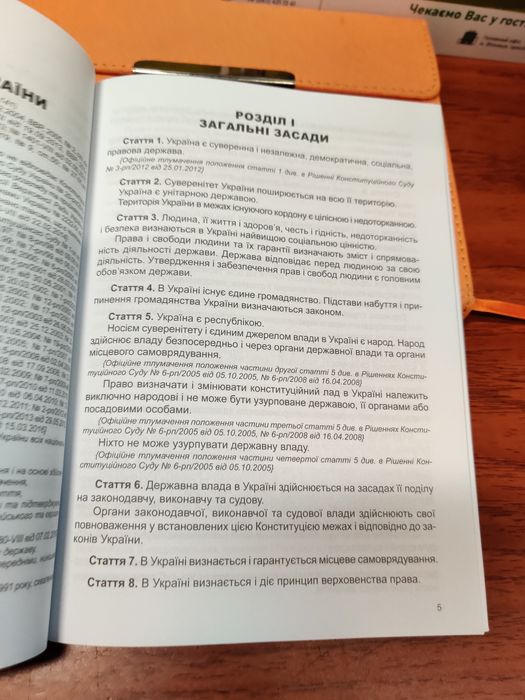 Чекаємо Вас у гост
РОЗДІЛ І
ЗАГАЛЬНІ ЗАСАДИ
Стаття 1. Україна є суверенна і незалежна, демократична, соціальна,
правова держава.
(Офіційне тлумачення положення статті 1 див. в Рішенні Конституційного Суду
№ 3-рп/2012 від 25.01.2012)
Стаття 2. Суверенітет України поширюється на всю її територію.
Україна є унітарною державою.
Територія України в межах існуючого кордону є цілісною і недоторканною.
Стаття 3. Людина, її життя і здоров'я, честь і гідність, недоторканність
і безпека визнаються в Україні найвищою соціальною цінністю.
Права і свободи людини та їх гарантії визначають зміст і спрямова-
ність діяльності держави. Держава відповідає перед людиною за свою
діяльність. Утвердження і забезпечення прав і свобод людини є головним
обов'язком держави.
Стаття 4. В Україні існує єдине громадянство. Підстави набуття і при-
пинення громадянства України визначаються законом.
Стаття 5. Україна є республікою.
Носієм суверенітету і єдиним джерелом влади в Україні є народ. Народ
здійснює владу безпосередньо і через органи державної влади та органи
місцевого самоврядування.
(Офіційне тлумачення положення частини другої статті 5 див. в Рішеннях Консти-
туційного Суду № 6-рп/2005 від 05.10.2005, № 6-рп/2008 від 16.04.2008)
Право визначати і змінювати конституційний лад в Україні належить
виключно народові і не може бути узурповане державою, її органами або
посадовими особами.
(Офіційне тлумачення положення частини третьої статті 5 див. в Рішеннях Консти-
туційного Суду № 6-рп/2005 від 05.10.2005, № 6-рп/2008 від 16.04.2008)
Ніхто не може узурпувати державну владу.
(Офіційне тлумачення положення частини четвертої статті 5 див. в Рішенні Кон-
ституційного Суду № 6-рп/2005 від 05.10.2005)
Стаття 6. Державна влада в Україні здійснюється на засадах її поділу
на законодавчу, виконавчу та судову.
Органи законодавчої, виконавчої та судової влади здійснюють свої
повноваження у встановлених цією Конституцією межах і відповідно до за-
конів України.
Стаття 7. В Україні визнається і гарантується місцеве самоврядування.
Стаття 8. В Україні визнається і діє принцип верховенства права.
5